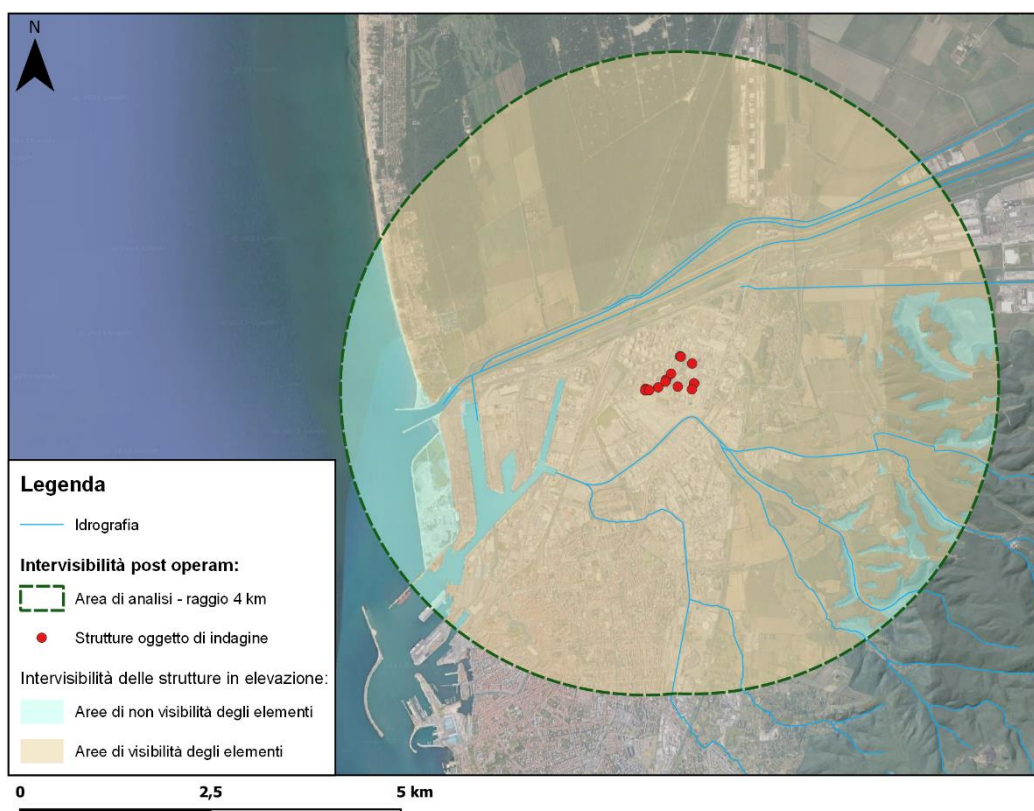 N
Legenda
Idrografia
Intervisibilità post operam:
Area di analisi - raggio 4 km
Strutture oggetto di indagine
Intervisibilità delle strutture in elevazione:
Aree di non visibilità degli elementi
Aree di visibilità degli elementi
0 2,5 5 km